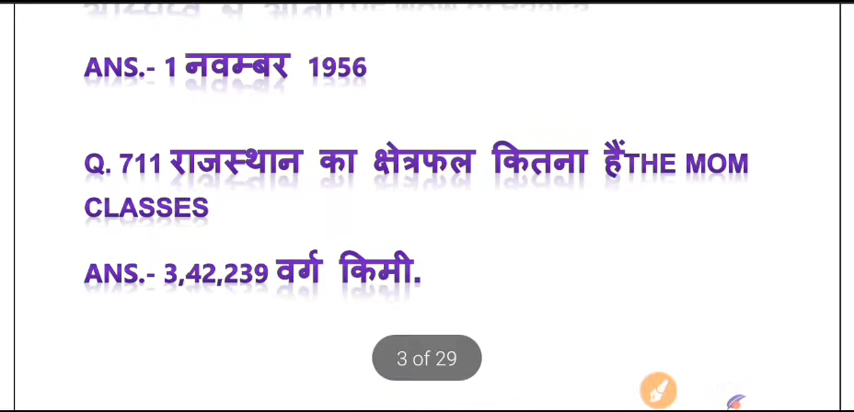 ANS.- 1 नवम्बर 1956
Q. 711 राजस्थान का क्षेत्रफल कितना हैंTHE MOM
CLASSES
ANS.- 3,42,239 वर्ग किमी.
3 of 29